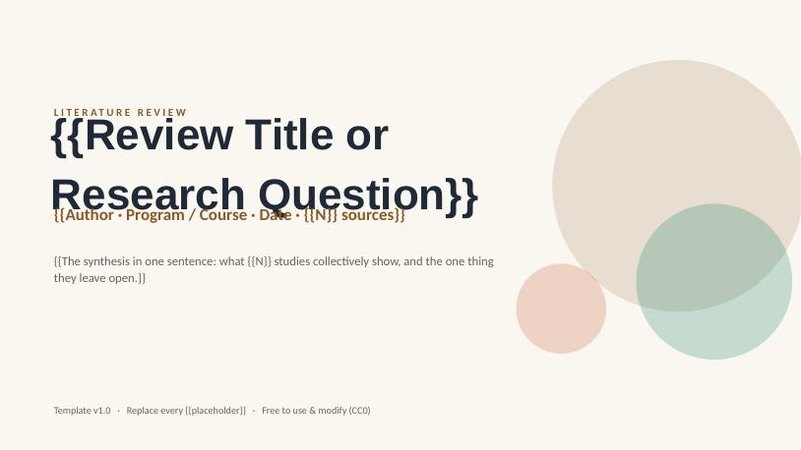 LITERATURE REVIEW
{{Review Title or
Research Question}}
{{Author · Program / Course · Date · {{N}} sources}}
{{The synthesis in one sentence: what {{N}} studies collectively show, and the one thing
they leave open.}}
Template v1.0 · Replace every {{placeholder}} · Free to use & modify (CC0)